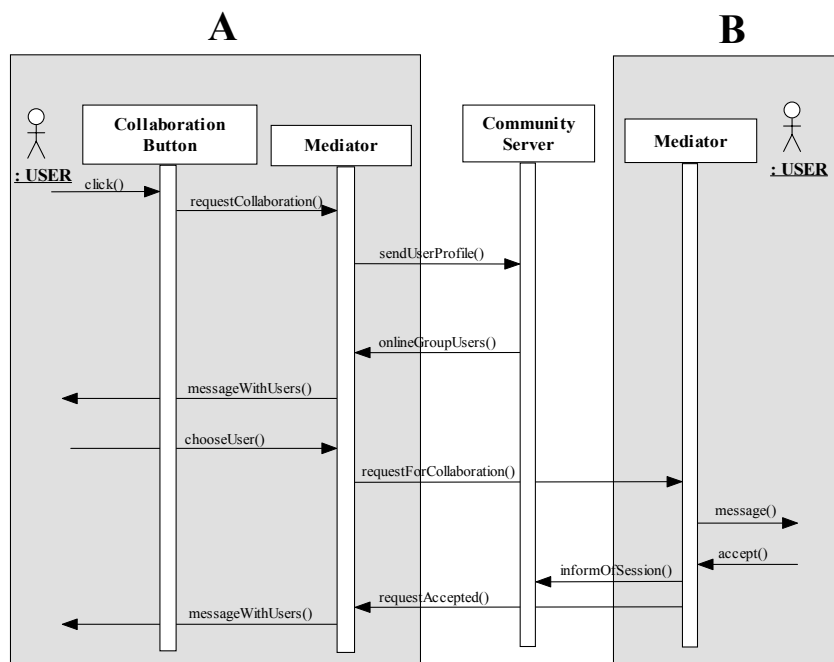 A
B
Collaboration
Button
Mediator
Community
Server
Mediator
: USER
: USER
click()
requestCollaboration()
sendUserProfile()
onlineGroupUsers()
messageWithUsers()
chooseUser()
requestForCollaboration()
message()
accept()
informOfSession()
requestAccepted()
messageWithUsers()